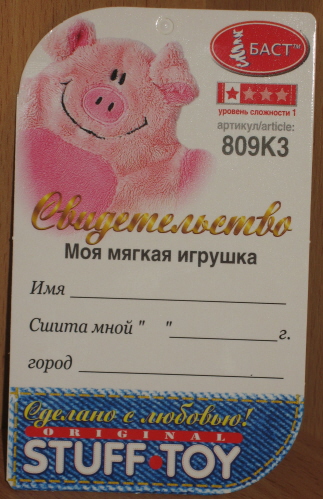 БАСТ™
уровень сложности 1
артикул/article:
809К3
Свидетельство
Моя мягкая игрушка
Имя
Сшита мной " " г.
город
Сделано с любовью!
ORIGINAL
STUFF·TOY